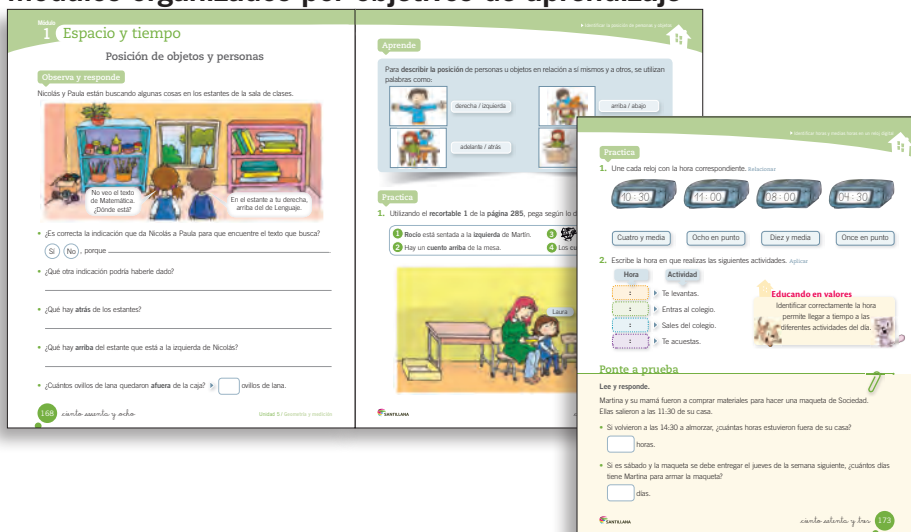 Módulos organizados por objetivos de aprendizaje
Módulo
1 Espacio y tiempo
Posición de objetos y personas
Observa y responde
Nicolás y Paula están buscando algunas cosas en los estantes de la sala de clases.
No veo el texto
de Matemática.
¿Dónde está?
En el estante a tu derecha,
arriba del de Lenguaje.
• ¿Es correcta la indicación que da Nicolás a Paula para que encuentre el texto que busca?
Sí No , porque
• ¿Qué otra indicación podría haberle dado?
• ¿Qué hay atrás de los estantes?
• ¿Qué hay arriba del estante que está a la izquierda de Nicolás?
• ¿Cuántos ovillos de lana quedaron afuera de la caja? ovillos de lana.
168 ciento sesenta y ocho
Unidad 5 / Geometría y medición
Aprende
Para describir la posición de personas u objetos en relación a sí mismos y a otros, se utilizan
palabras como:
derecha / izquierda
arriba / abajo
adelante / atrás
Practica
1. Utilizando el recortable 1 de la página 285, pega según lo
1 Rocío está sentada a la izquierda de Martín.
2 Hay un cuento arriba de la mesa.
3
4 Los
Laura
SANTILLANA
Practica
1. Une cada reloj con la hora correspondiente. Relacionar
10:30
11:00
08:00
04:30
Cuatro y media
Ocho en punto
Diez y media
Once en punto
2. Escribe la hora en que realizas las siguientes actividades. Aplicar
Hora Actividad
: Te levantas.
: Entras al colegio.
: Sales del colegio.
: Te acuestas.
Educando en valores
Identificar correctamente la hora
permite llegar a tiempo a las
diferentes actividades del día.
Ponte a prueba
Lee y responde.
Martina y su mamá fueron a comprar materiales para hacer una maqueta de Sociedad.
Ellas salieron a las 11:30 de su casa.
• Si volvieron a las 14:30 a almorzar, ¿cuántas horas estuvieron fuera de su casa?
horas.
• Si es sábado y la maqueta se debe entregar el jueves de la semana siguiente, ¿cuántos días
tiene Martina para armar la maqueta?
días.
SANTILLANA
ciento setenta y tres 173